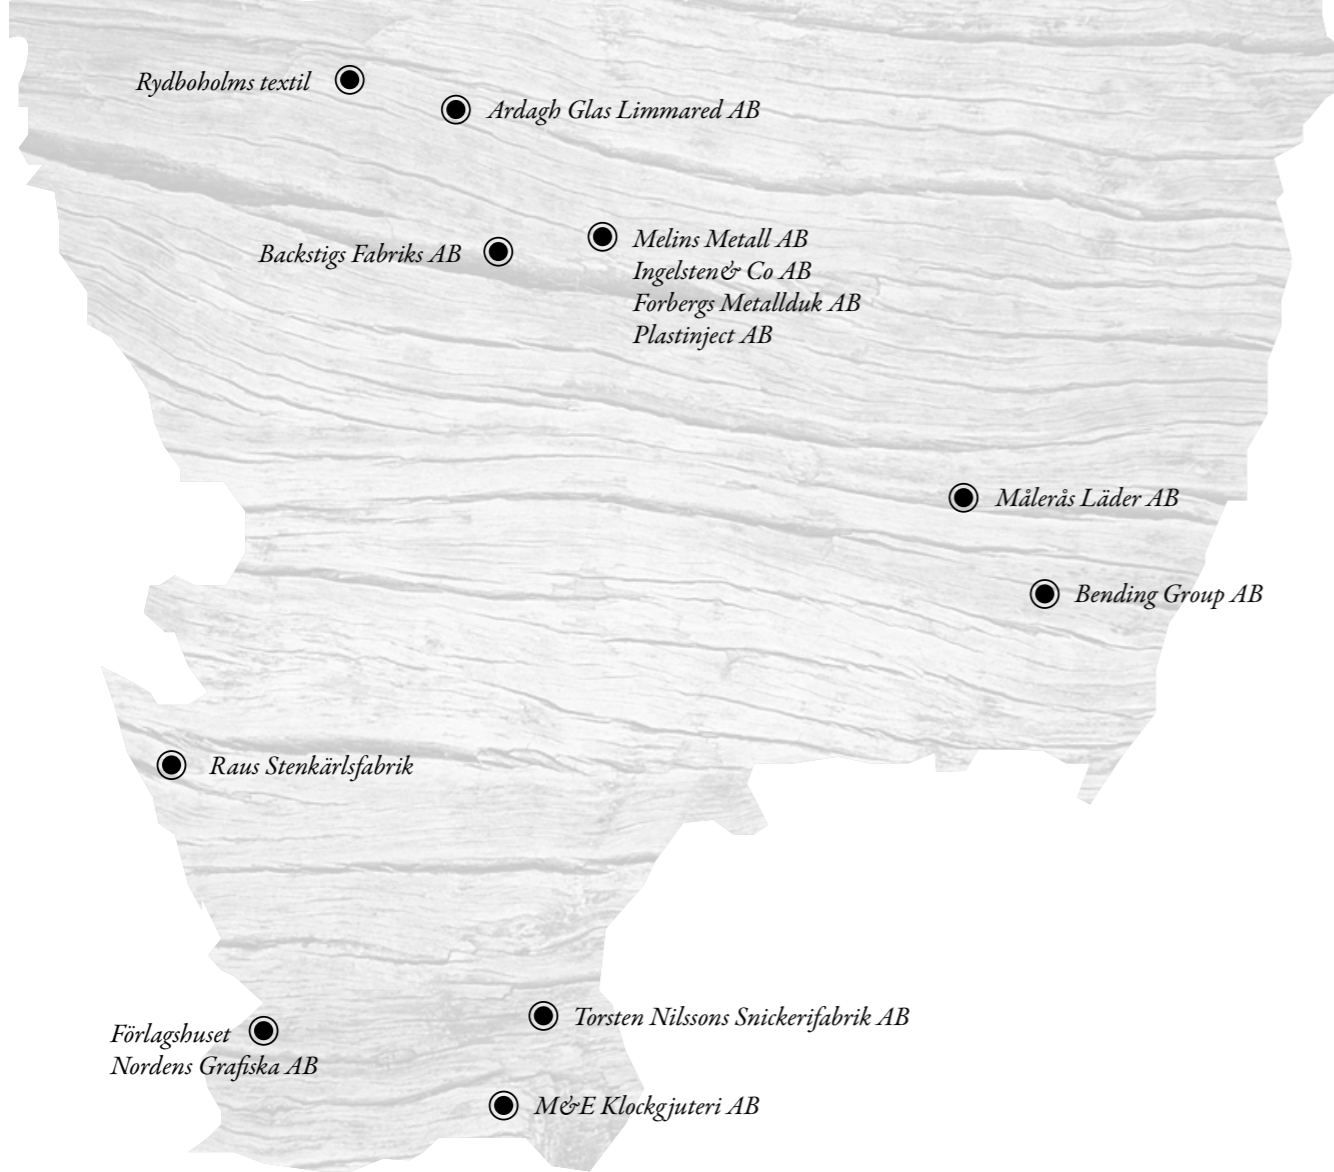 Rydboholms textil
Ardagh Glas Limmared AB
Backstigs Fabriks AB
Melins Metall AB
Ingelsten& Co AB
Forbergs Metallduk AB
Plastinject AB
Målerås Läder AB
Bending Group AB
Raus Stenkärlsfabrik
Torsten Nilssons Snickerifabrik AB
Förlagshuset
Nordens Grafiska AB
M&E Klockgjuteri AB